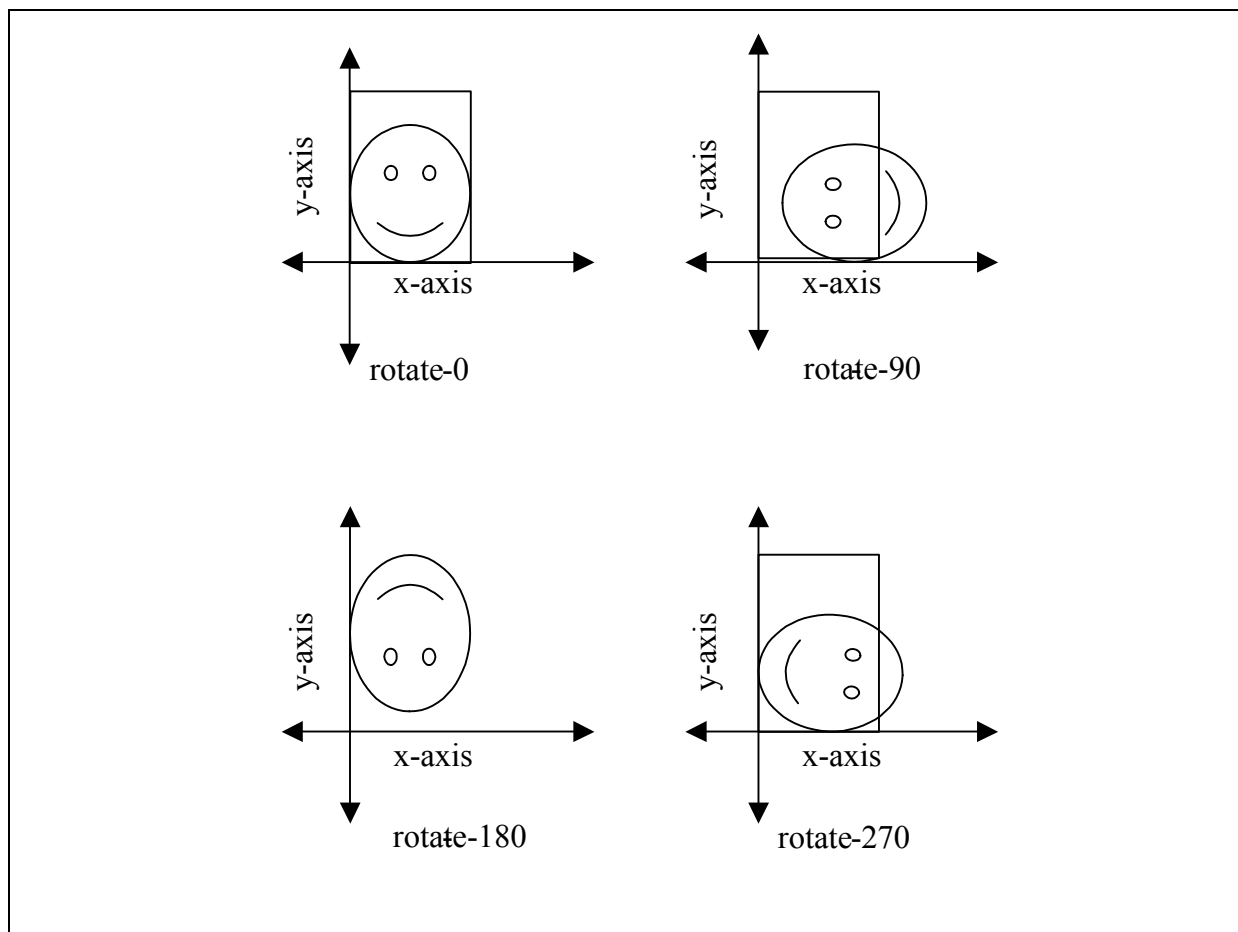 y-axis
x-axis
rotate-0
y-axis
x-axis
rotate-90
y-axis
x-axis
rotate-180
y-axis
x-axis
rotate-270